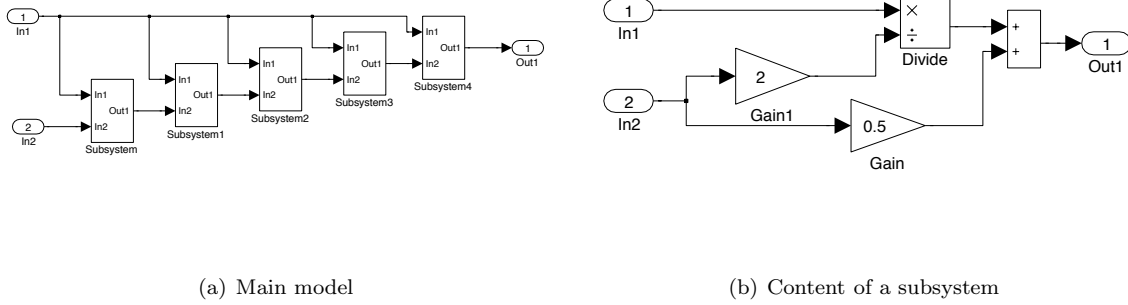 1
In1
2
In2
In1
Out1
In2
Subsystem
In1
Out1
In2
Subsystem1
In1
Out1
In2
Subsystem2
In1
Out1
In2
Subsystem3
In1
Out1
In2
Subsystem4
1
Out1
(a) Main model
1
In1
×
÷
Divide
2
Gain1
2
In2
0.5
Gain
+
+
1
Out1
(b) Content of a subsystem